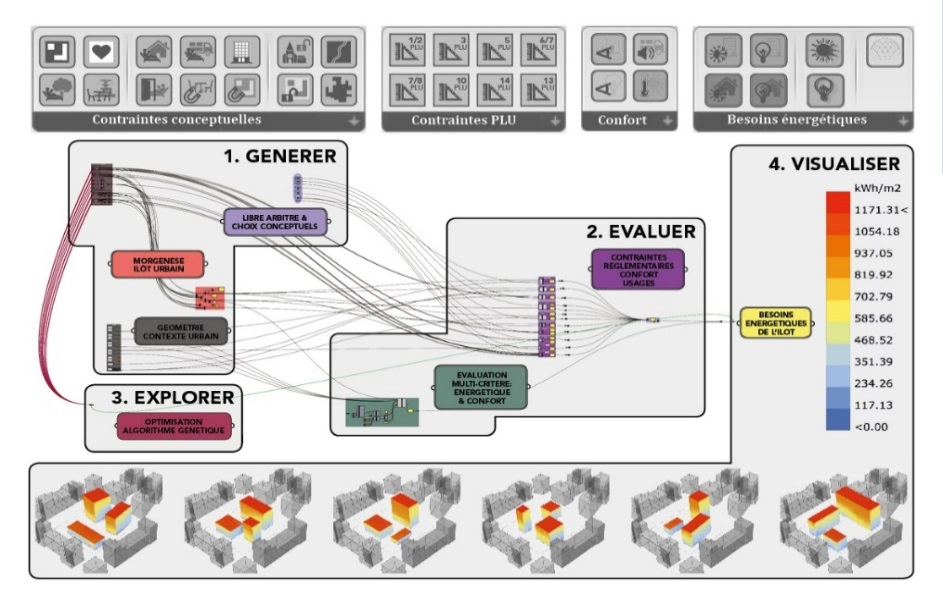 1/2
PLU
3
PLU
5
PLU
6/7
PLU
7/8
PLU
10
PLU
14
PLU
13
PLU
Contraintes conceptuelles
Contraintes PLU
Confort
Besoins énergétiques
1. GENERER
LIBRE ARBITRE &
CHOIX CONCEPTUELS
MORGENESE
ILOT URBAIN
GEOMETRIE
CONTEXTE URBAIN
2. EVALUER
CONTRAINTES
REGLEMENTAIRES
CONFORT
USAGES
EVALUATION
MULTI-CRITERE:
ENERGETIQUE
& CONFORT
3. EXPLORER
OPTIMISATION
ALGORITHME GENETIQUE
4. VISUALISER
BESOINS
ENERGETIQUES
DE L'ILOT
kWh/m2
1171.31<
1054.18
937.05
819.92
702.79
585.66
468.52
351.39
234.26
117.13
<0.00